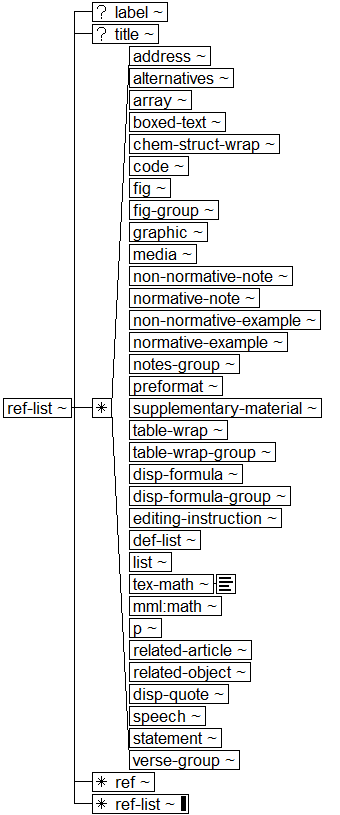 ? label ~
? title ~
address ~
alternatives ~
array ~
boxed-text ~
chem-struct-wrap ~
code ~
fig ~
fig-group ~
graphic ~
media ~
non-normative-note ~
normative-note ~
non-normative-example ~
normative-example ~
notes-group ~
preformat ~
ref-list ~ * supplementary-material ~
table-wrap ~
table-wrap-group ~
disp-formula ~
disp-formula-group ~
editing-instruction ~
def-list ~
list ~
tex-math ~
mml:math ~
p ~
related-article ~
related-object ~
disp-quote ~
speech ~
statement ~
verse-group ~
* ref ~
* ref-list ~